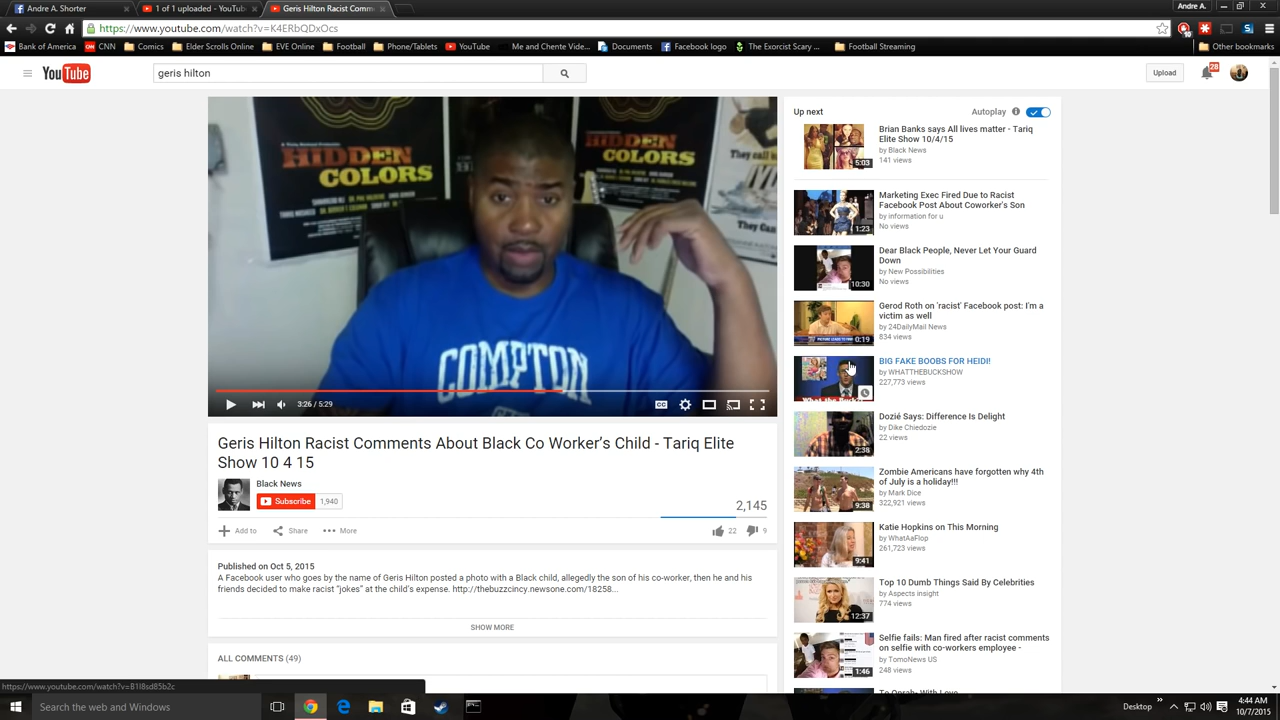 Andre A. Shorter
1 of 1 uploaded - YouTub
Geris Hilton Racist Comm
Andre A.
https://www.youtube.com/watch?v=K4ERbQDxOcs
Bank of America
CNN
Comics
Elder Scrolls Online
EVE Online
Football
Phone/Tablets
YouTube
Me and Chente Vide...
Documents
Facebook logo
The Exorcist Scary ...
Football Streaming
Other bookmarks
YouTube
geris hilton
Upload
28
HIDDEN
COLORS
HIDDEN
COLORS
They call
They Can
COMPTON
3:26 / 5:29
CC
Up next
Autoplay
Brian Banks says All lives matter - Tariq
Elite Show 10/4/15
by Black News
141 views
5:03
Marketing Exec Fired Due to Racist
Facebook Post About Coworker's Son
by information for u
No views
1:23
Dear Black People, Never Let Your Guard
Down
by New Possibilities
No views
10:30
Gerod Roth on 'racist' Facebook post: I'm a
victim as well
by 24DailyMail News
834 views
0:19
BIG FAKE BOOBS FOR HEIDI!
by WHATTHEBUCKSHOW
227,773 views
Dozié Says: Difference Is Delight
by Dike Chiedozie
22 views
2:38
Zombie Americans have forgotten why 4th
of July is a holiday!!!
by Mark Dice
322,921 views
9:38
Katie Hopkins on This Morning
by WhatAaFlop
261,723 views
9:41
Top 10 Dumb Things Said By Celebrities
by Aspects insight
774 views
12:37
Selfie fails: Man fired after racist comments
on selfie with co-workers employee -
by TomoNews US
248 views
1:46
To Oprah- With Love
Geris Hilton Racist Comments About Black Co Worker's Child - Tariq Elite
Show 10 4 15
Black News
Subscribe
1,940
2,145
Add to
Share
More
22
9
Published on Oct 5, 2015
A Facebook user who goes by the name of Geris Hilton posted a photo with a Black child, allegedly the son of his co-worker, then he and his
friends decided to make racist "jokes" at the child's expense. http://thebuzzcincy.newsone.com/18258...
SHOW MORE
ALL COMMENTS (49)
https://www.youtube.com/watch?v=B1I8sd85b2c
Search the web and Windows
Desktop
4:44 AM
10/7/2015